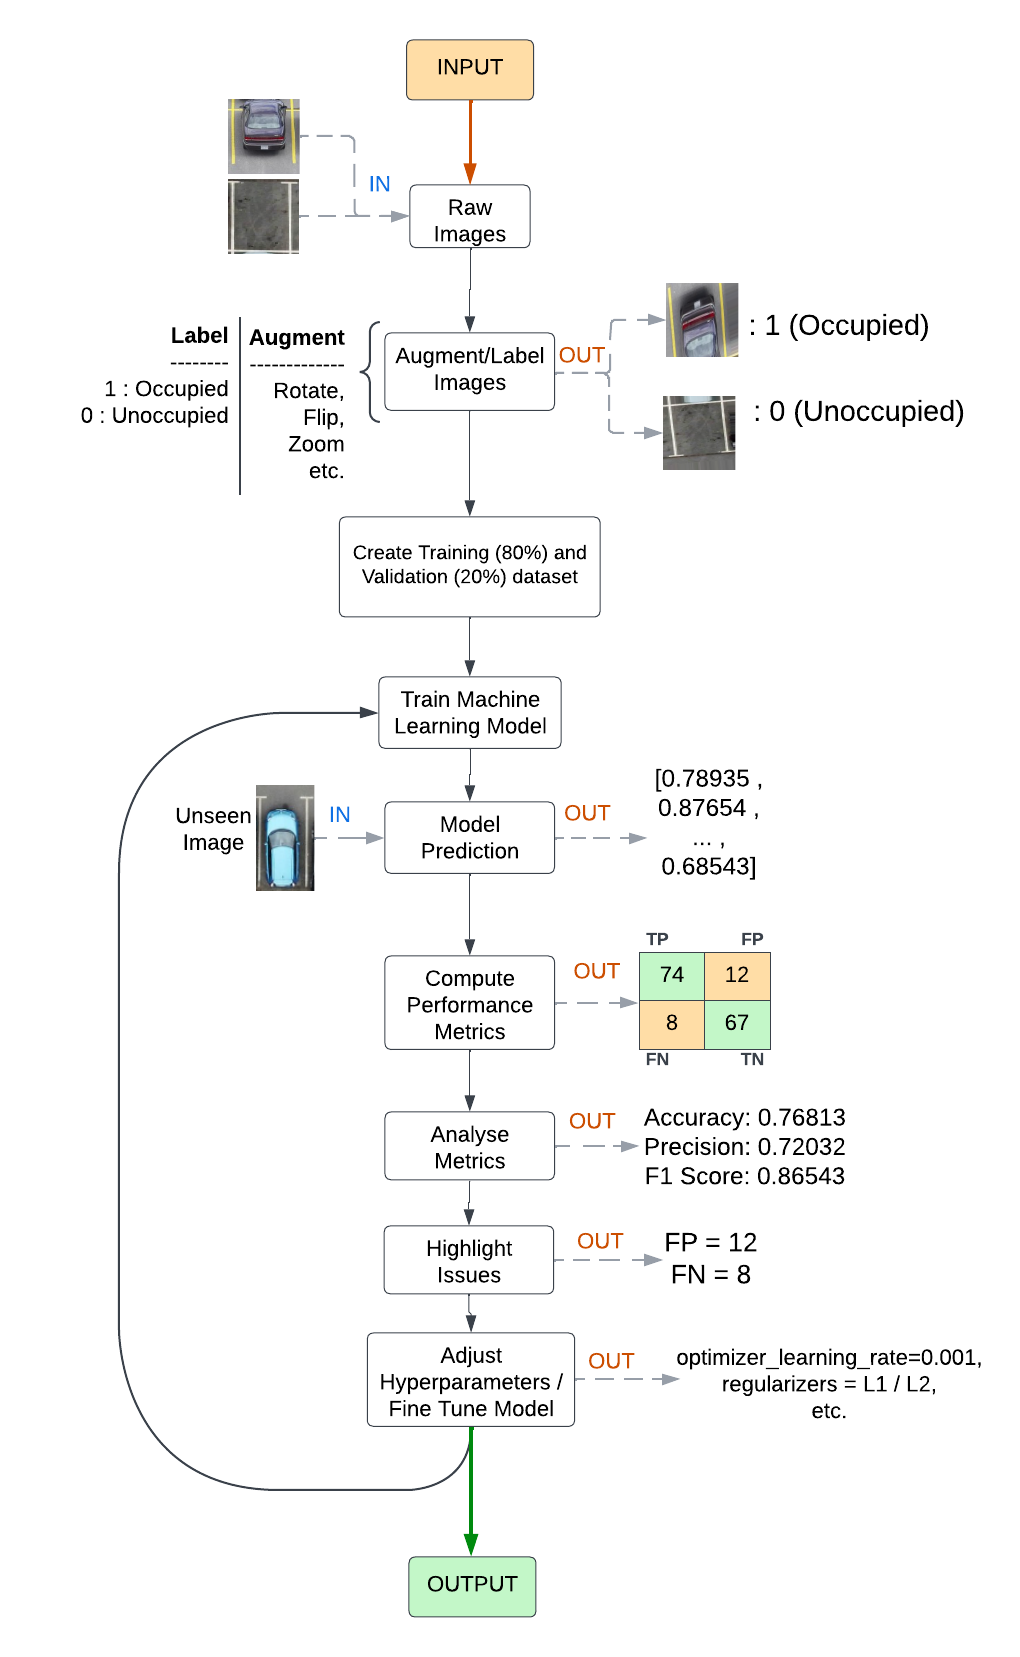 INPUT
IN
Raw
Images
Label
--------
1 : Occupied
0 : Unoccupied
Augment
-------------
Rotate,
Flip,
Zoom
etc.
Augment/Label
Images
OUT
: 1 (Occupied)
: 0 (Unoccupied)
Create Training (80%) and
Validation (20%) dataset
Train Machine
Learning Model
Unseen
Image
IN
Model
Prediction
OUT
[0.78935 ,
0.87654 ,
... ,
0.68543]
Compute
Performance
Metrics
OUT
TP FP
74 12
8 67
FN TN
Analyse
Metrics
OUT
Accuracy: 0.76813
Precision: 0.72032
F1 Score: 0.86543
Highlight
Issues
OUT
FP = 12
FN = 8
Adjust
Hyperparameters /
Fine Tune Model
OUT
optimizer_learning_rate=0.001,
regularizers = L1 / L2,
etc.
OUTPUT